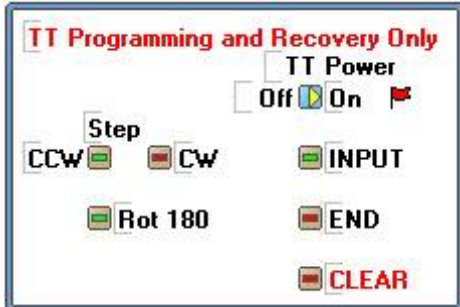 TT Programming and Recovery Only
TT Power
Off On
Step
CCW CW INPUT
Rot 180 END
CLEAR